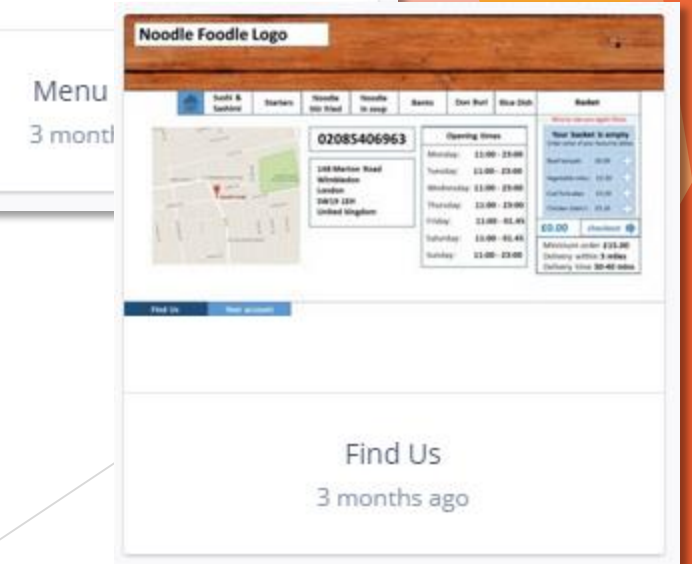 Menu
3 month
Noodle Foodle Logo
Sushi & Sashimi
Starters
Noodle Stir fried
Noodle in soup
Bento
Don Buri
Rice Dish
Basket
02085406963
148 Merton Road
Wimbledon
London
SW19 1EH
United Kingdom
Opening times
Monday: 11:00 - 23:00
Tuesday: 11:00 - 23:00
Wednesday: 11:00 - 23:00
Thursday: 11:00 - 23:00
Friday: 11:00 - 01.45
Saturday: 11:00 - 01.45
Sunday: 11:00 - 23:00
Your basket is empty
£0.00 checkout
Minimum order £15.00
Delivery within 3 miles
Delivery time 30-40 mins
Find Us
Your account
Find Us
3 months ago